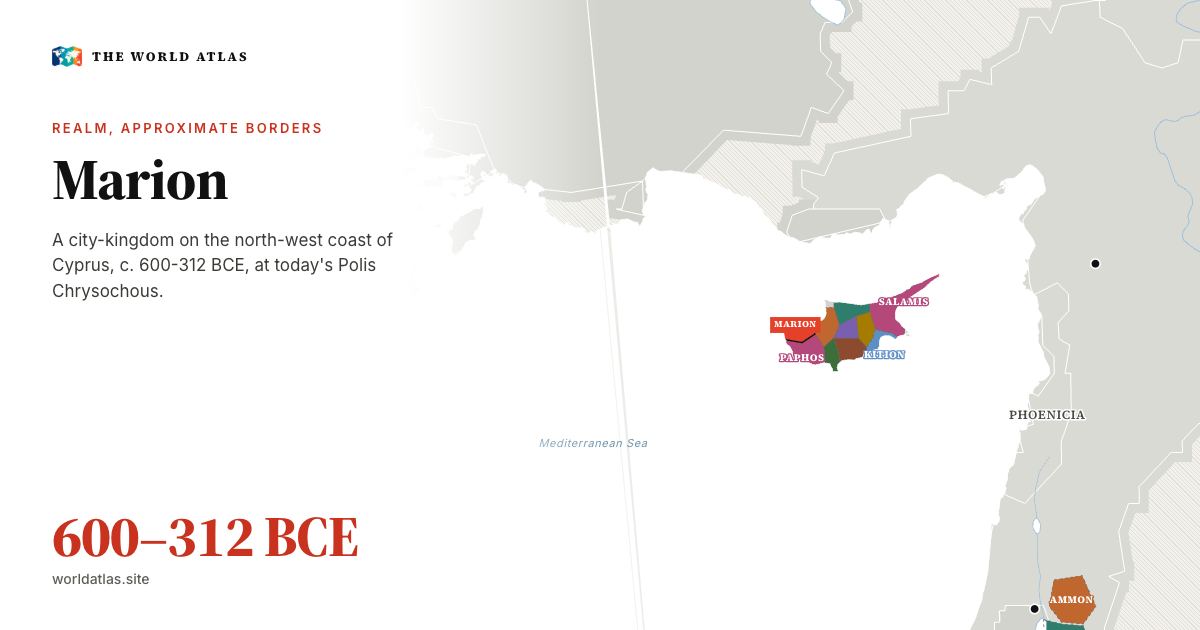 THE WORLD ATLAS
REALM, APPROXIMATE BORDERS
Marion
A city-kingdom on the north-west coast of
Cyprus, c. 600-312 BCE, at today's Polis
Chrysochous.
600–312 BCE
worldatlas.site
SALAMIS
MARION
PAPHOS
KITION
PHOENICIA
Mediterranean Sea
AMMON